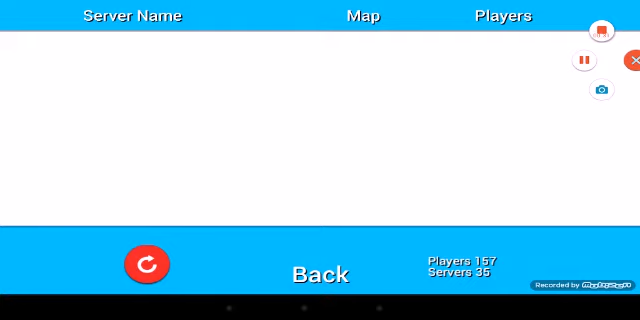 Server Name Map Players
Back
Players 157
Servers 35
Recorded by